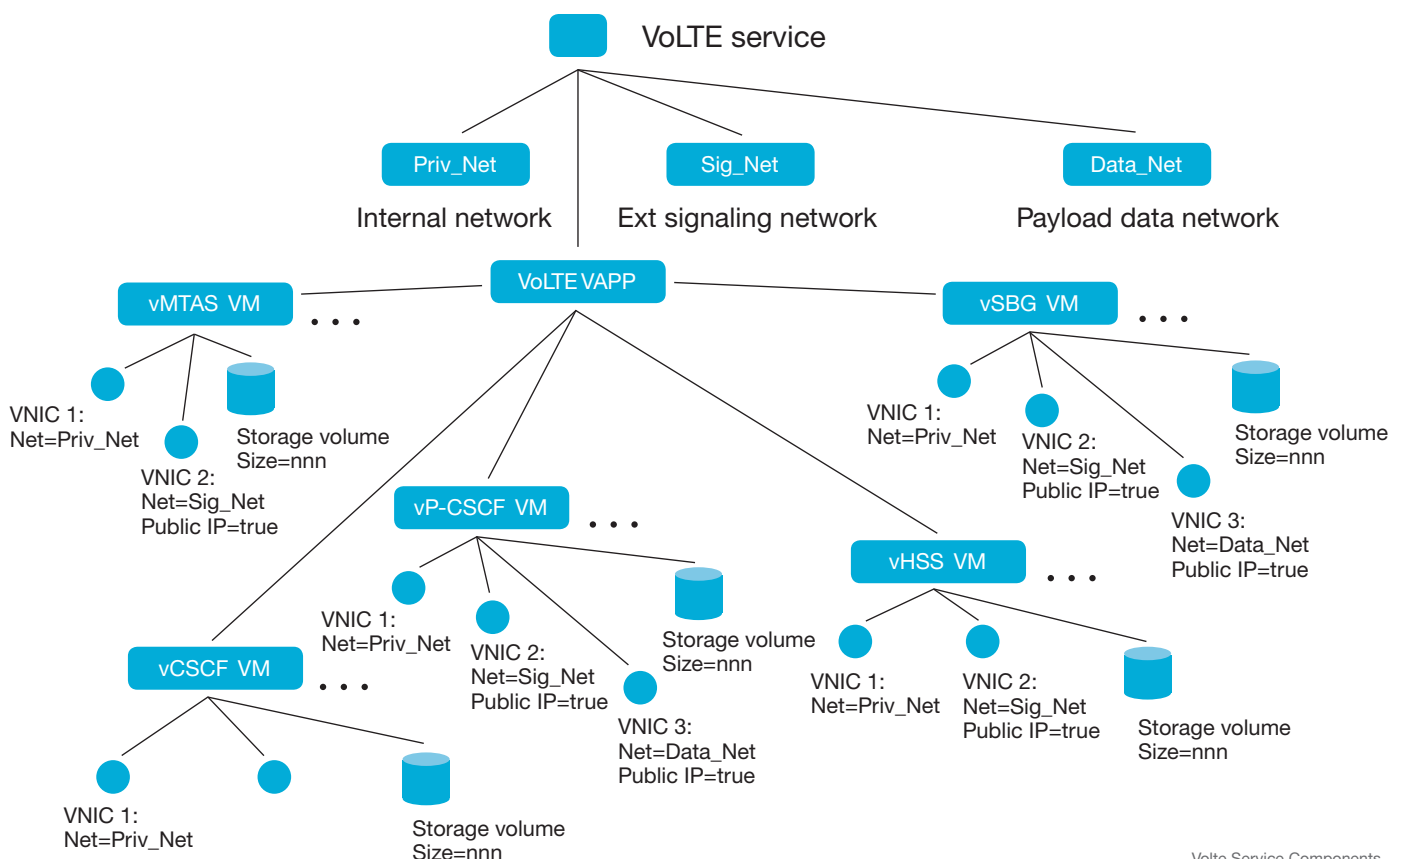 VoLTE service
Priv_Net
Sig_Net
Data_Net
Internal network
Ext signaling network
Payload data network
VoLTE VAPP
vMTAS VM
. . .
vSBG VM
. . .
VNIC 1:
Net=Priv_Net
VNIC 2:
Net=Sig_Net
Public IP=true
Storage volume
Size=nnn
VNIC 1:
Net=Priv_Net
VNIC 2:
Net=Sig_Net
Public IP=true
VNIC 3:
Net=Data_Net
Public IP=true
Storage volume
Size=nnn
vP-CSCF VM
. . .
VNIC 1:
Net=Priv_Net
VNIC 2:
Net=Sig_Net
Public IP=true
VNIC 3:
Net=Data_Net
Public IP=true
Storage volume
Size=nnn
vHSS VM
. . .
VNIC 1:
Net=Priv_Net
VNIC 2:
Net=Sig_Net
Public IP=true
Storage volume
Size=nnn
vCSCF VM
. . .
VNIC 1:
Net=Priv_Net
Storage volume
Size=nnn
Volte Service Components